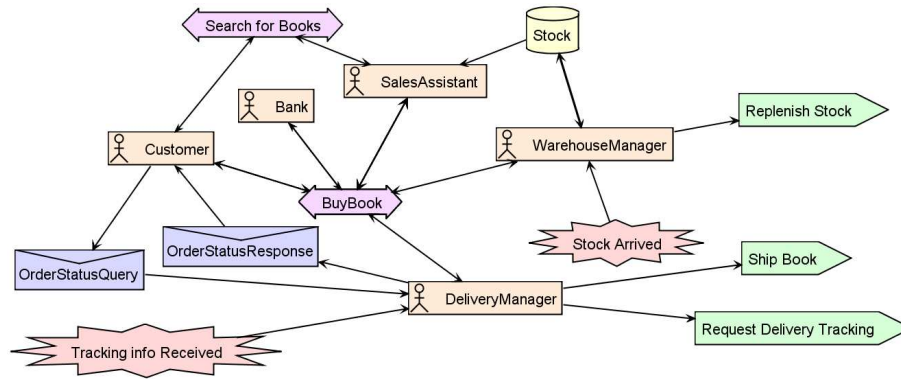 Search for Books
Stock
SalesAssistant
Bank
Replenish Stock
Customer
WarehouseManager
BuyBook
OrderStatusResponse
Stock Arrived
OrderStatusQuery
Ship Book
DeliveryManager
Request Delivery Tracking
Tracking info Received